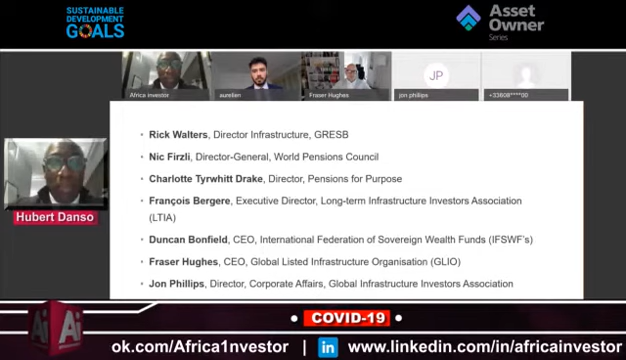 SUSTAINABLE
DEVELOPMENT
GOALS
Asset
Owner
Series
JP
Africa investor
aurelien
Fraser Hughes
jon phillips
+33608****00
• Rick Walters, Director Infrastructure, GRESB
• Nic Firzli, Director-General, World Pensions Council
• Charlotte Tyrwhitt Drake, Director, Pensions for Purpose
• François Bergere, Executive Director, Long-term Infrastructure Investors Association
(LTIA)
• Duncan Bonfield, CEO, International Federation of Sovereign Wealth Funds (IFSWF's)
• Fraser Hughes, CEO, Global Listed Infrastructure Organisation (GLIO)
• Jon Phillips, Director, Corporate Affairs, Global Infrastructure Investors Association
Hubert Danso
• COVID-19 •
Ai Ai
ok.com/Africa1nvestor | in www.linkedin.com/in/africainvestor